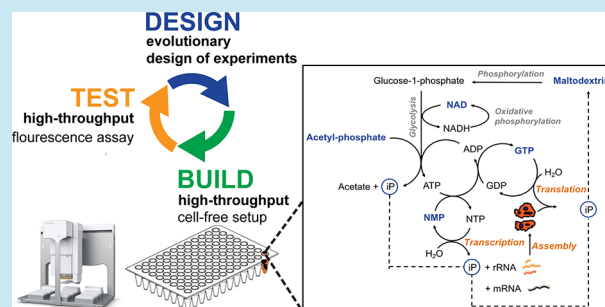 DESIGN
evolutionary
design of experiments
TEST
high-throughput
flourescence assay
BUILD
high-throughput
cell-free setup
Glucose-1-phosphate
Phosphorylation
Maltodextrin
Glycolysis
NAD
NADH
Oxidative
phosphorylation
Acetyl-phosphate
ADP
GTP
H2O
Acetate + iP
ATP
GDP
Translation
iP
NMP
NTP
H2O
Transcription
Assembly
iP + rRNA
+ mRNA